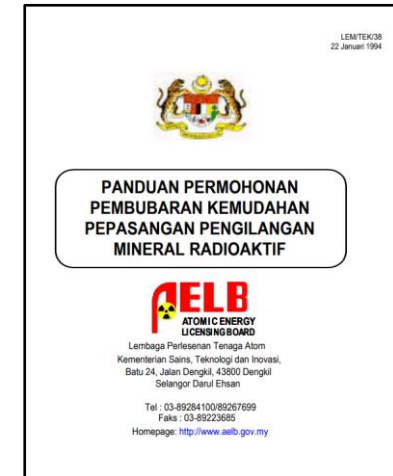 LEM/TEK/38
22 Januari 1994
PANDUAN PERMOHONAN
PEMBUBARAN KEMUDAHAN
PEPASANGAN PENGILANGAN
MINERAL RADIOAKTIF
AELB
ATOMIC ENERGY
LICENSING BOARD
Lembaga Perlesenan Tenaga Atom
Kementerian Sains, Teknologi dan Inovasi,
Batu 24, Jalan Dengkil, 43800 Dengkil
Selangor Darul Ehsan
Tel : 03-89284100/89267699
Faks : 03-89223685
Homepage: http://www.aelb.gov.my